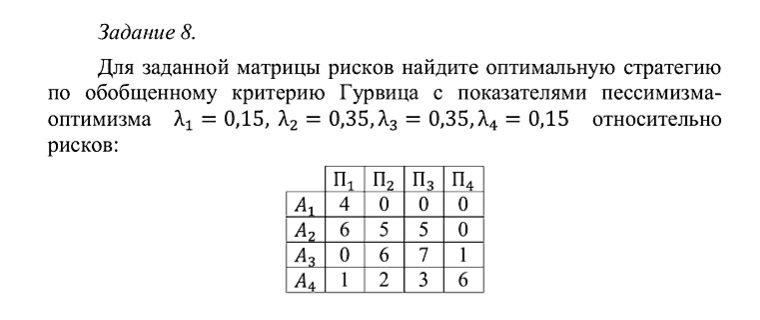 Задание 8.
Для заданной матрицы рисков найдите оптимальную стратегию
по обобщенному критерию Гурвица с показателями пессимизма-
оптимизма λ₁ = 0,15, λ₂ = 0,35, λ₃ = 0,35, λ₄ = 0,15 относительно
рисков:
П₁ П₂ П₃ П₄
A₁ 4 0 0 0
A₂ 6 5 5 0
A₃ 0 6 7 1
A₄ 1 2 3 6